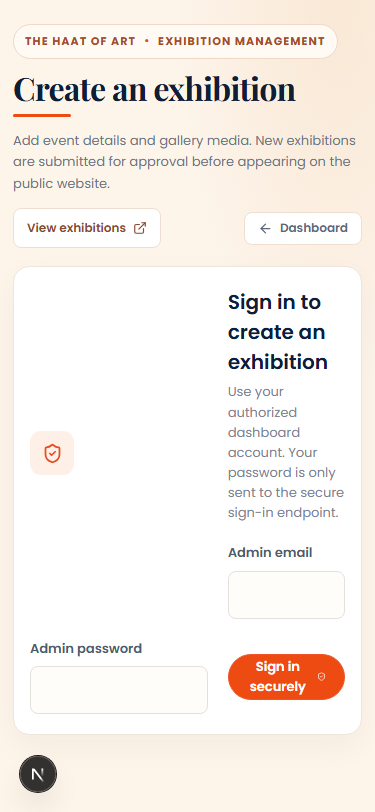 THE HAAT OF ART • EXHIBITION MANAGEMENT
Create an exhibition
Add event details and gallery media. New exhibitions
are submitted for approval before appearing on the
public website.
View exhibitions
Dashboard
Sign in to
create an
exhibition
Use your
authorized
dashboard
account. Your
password is only
sent to the secure
sign-in endpoint.
Admin email
Admin password
Sign in
securely
N